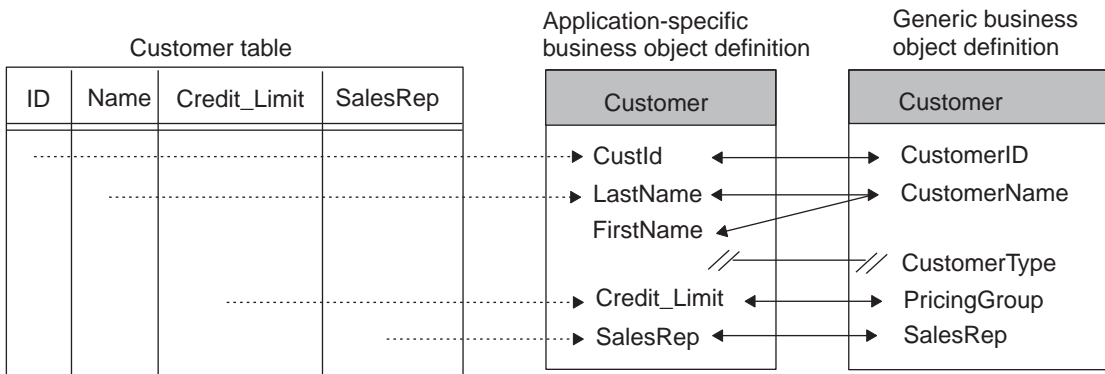 Customer table
ID Name Credit_Limit SalesRep
Application-specific
business object definition
Customer
CustId
LastName
FirstName
Credit_Limit
SalesRep
Generic business
object definition
Customer
CustomerID
CustomerName
CustomerType
PricingGroup
SalesRep